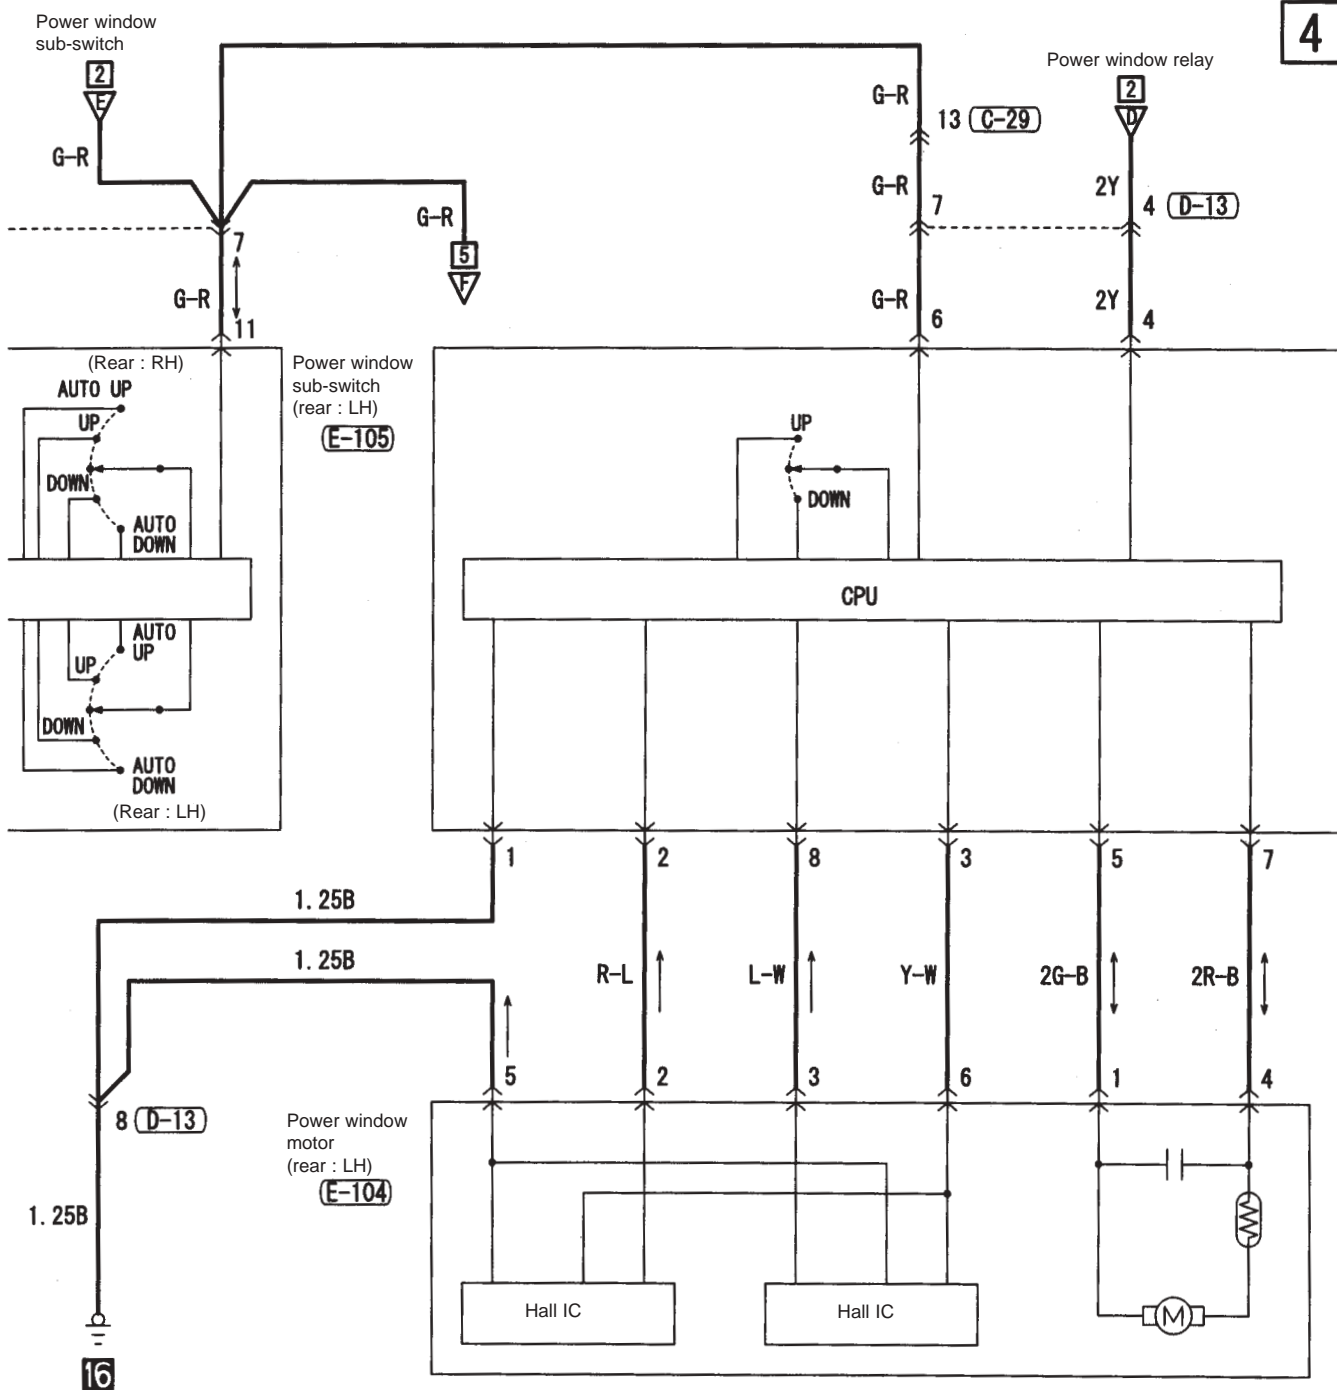 Power window
sub-switch
4
2
E
Power window relay
2
D
G-R
13 (C-29)
G-R
G-R
2Y
4 (D-13)
7
G-R
7
5
F
G-R
11
G-R
6
2Y
4
(Rear : RH)
AUTO UP
UP
DOWN
AUTO
DOWN
Power window
sub-switch
(rear : LH)
(E-105)
UP
DOWN
CPU
AUTO
UP
UP
DOWN
AUTO
DOWN
(Rear : LH)
1
2
8
3
5
7
1.25B
1.25B
R-L
L-W
Y-W
2G-B
2R-B
5
2
3
6
1
4
8 (D-13)
Power window
motor
(rear : LH)
(E-104)
1.25B
Hall IC
Hall IC
M
16